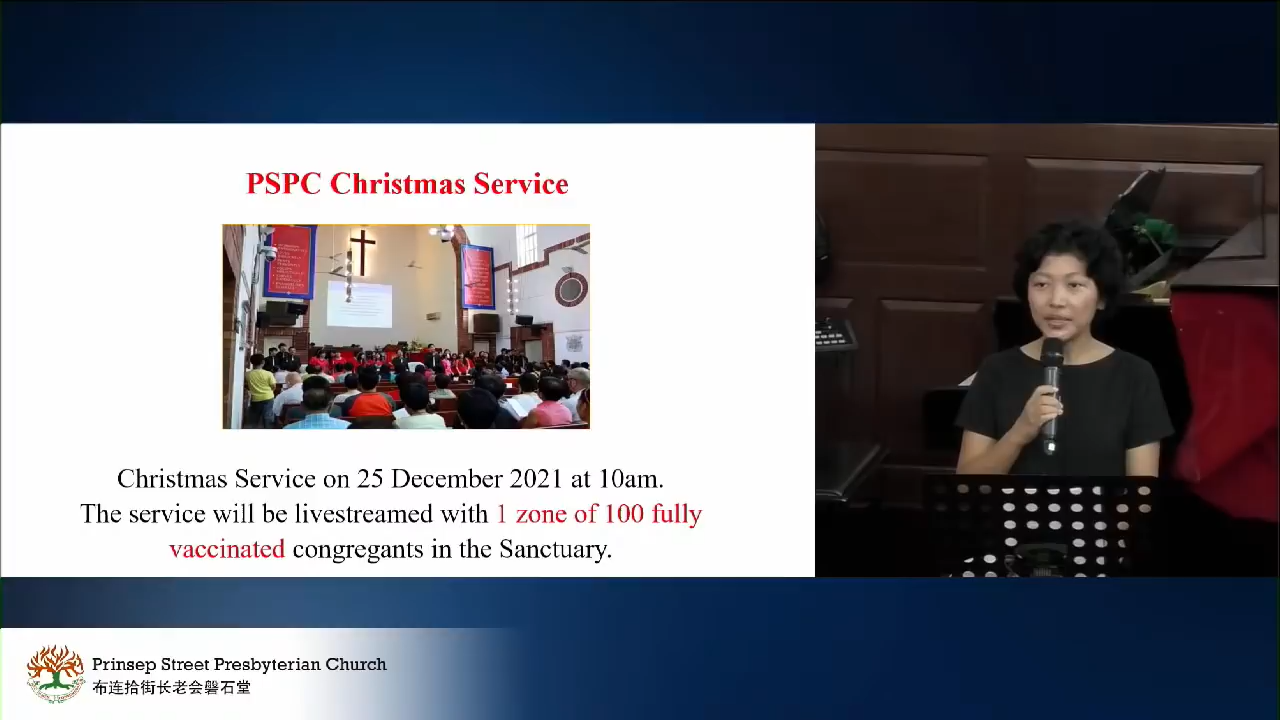 PSPC Christmas Service
Christmas Service on 25 December 2021 at 10am.
The service will be livestreamed with 1 zone of 100 fully
vaccinated congregants in the Sanctuary.
Prinsep Street Presbyterian Church
布连拾街长老会磐石堂